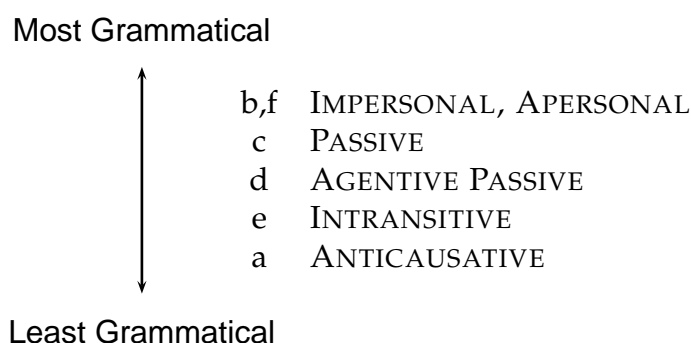 Most Grammatical
b,f IMPERSONAL, APERSONAL
c PASSIVE
d AGENTIVE PASSIVE
e INTRANSITIVE
a ANTICAUSATIVE
Least Grammatical